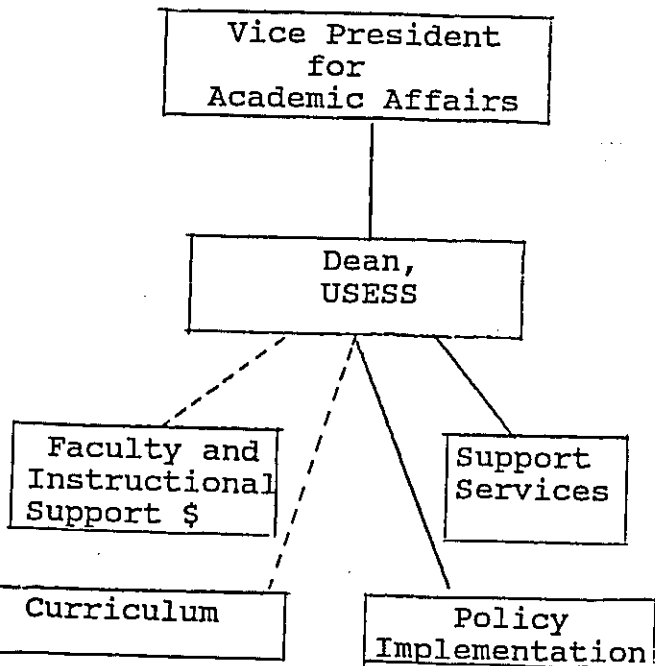 Vice President
for
Academic Affairs
Dean,
USESS
Faculty and
Instructional
Support $
Support
Services
Curriculum
Policy
Implementation